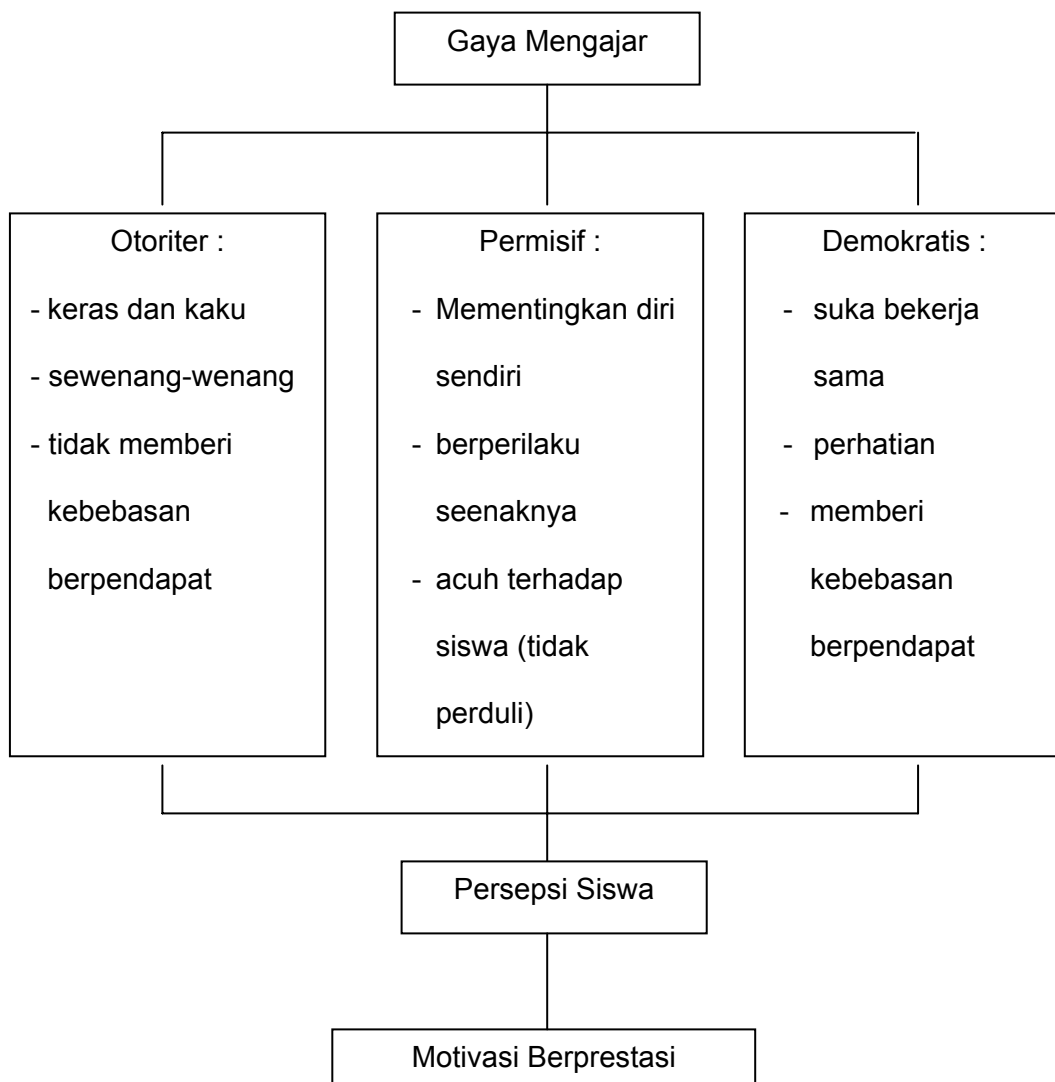 Gaya Mengajar
Otoriter :
- keras dan kaku
- sewenang-wenang
- tidak memberi
kebebasan
berpendapat
Permisif :
- Mementingkan diri
sendiri
- berperilaku
seenaknya
- acuh terhadap
siswa (tidak
perduli)
Demokratis :
- suka bekerja
sama
- perhatian
- memberi
kebebasan
berpendapat
Persepsi Siswa
Motivasi Berprestasi